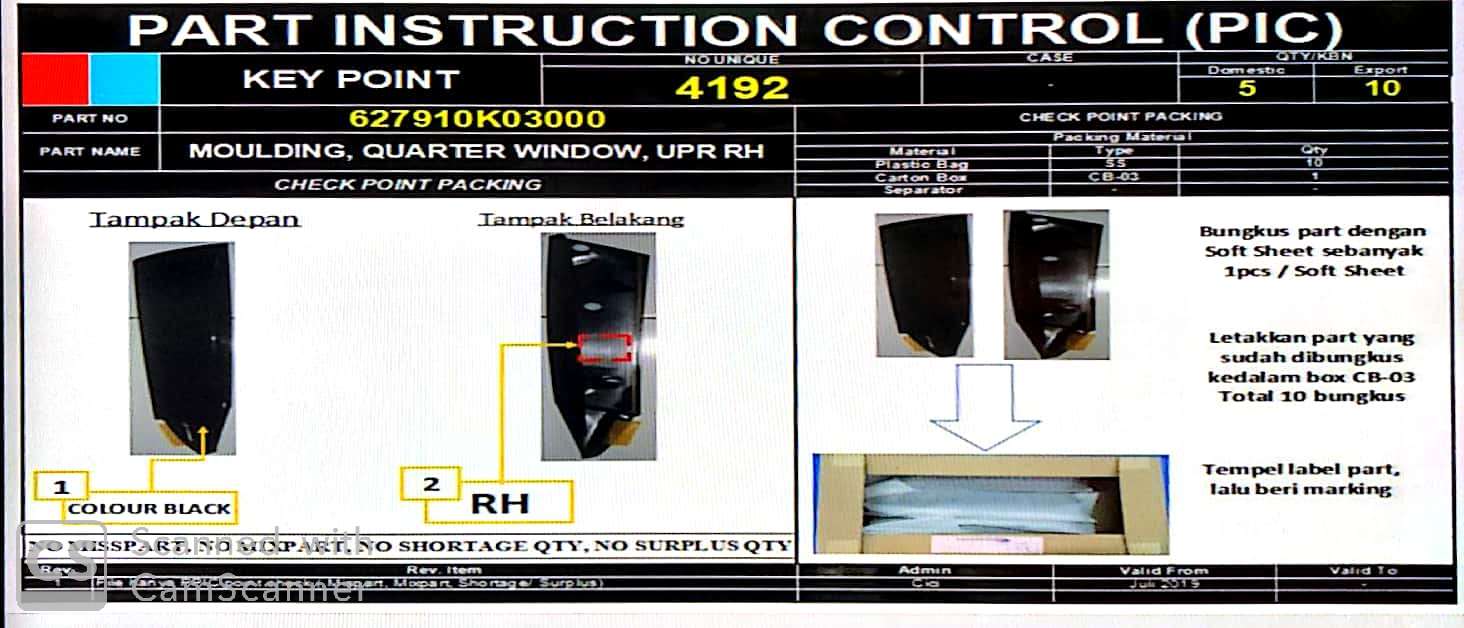 PART INSTRUCTION CONTROL (PIC)
KEY POINT
NO UNIQUE
4192
CASE
-
QTY/KBN
Domestic
5
Export
10
PART NO
627910K03000
PART NAME
MOULDING, QUARTER WINDOW, UPR RH
CHECK POINT PACKING
CHECK POINT PACKING
Packing Material
Material Type Qty
Plastic Bag SS 10
Carton Box CB-03 1
Separator - -
Tampak Depan
Tampak Belakang
1
COLOUR BLACK
2
RH
Bungkus part dengan
Soft Sheet sebanyak
1pcs / Soft Sheet
Letakkan part yang
sudah dibungkus
kedalam box CB-03
Total 10 bungkus
Tempel label part,
lalu beri marking
NO MISSPART, NO MIXPART, NO SHORTAGE QTY, NO SURPLUS QTY
Rev. Rev. Item Admin Valid From Valid To
1 Mispart, Mixpart, Shortage/ Surplus) Juli 2019 -
CS
Scanned with
CamScanner